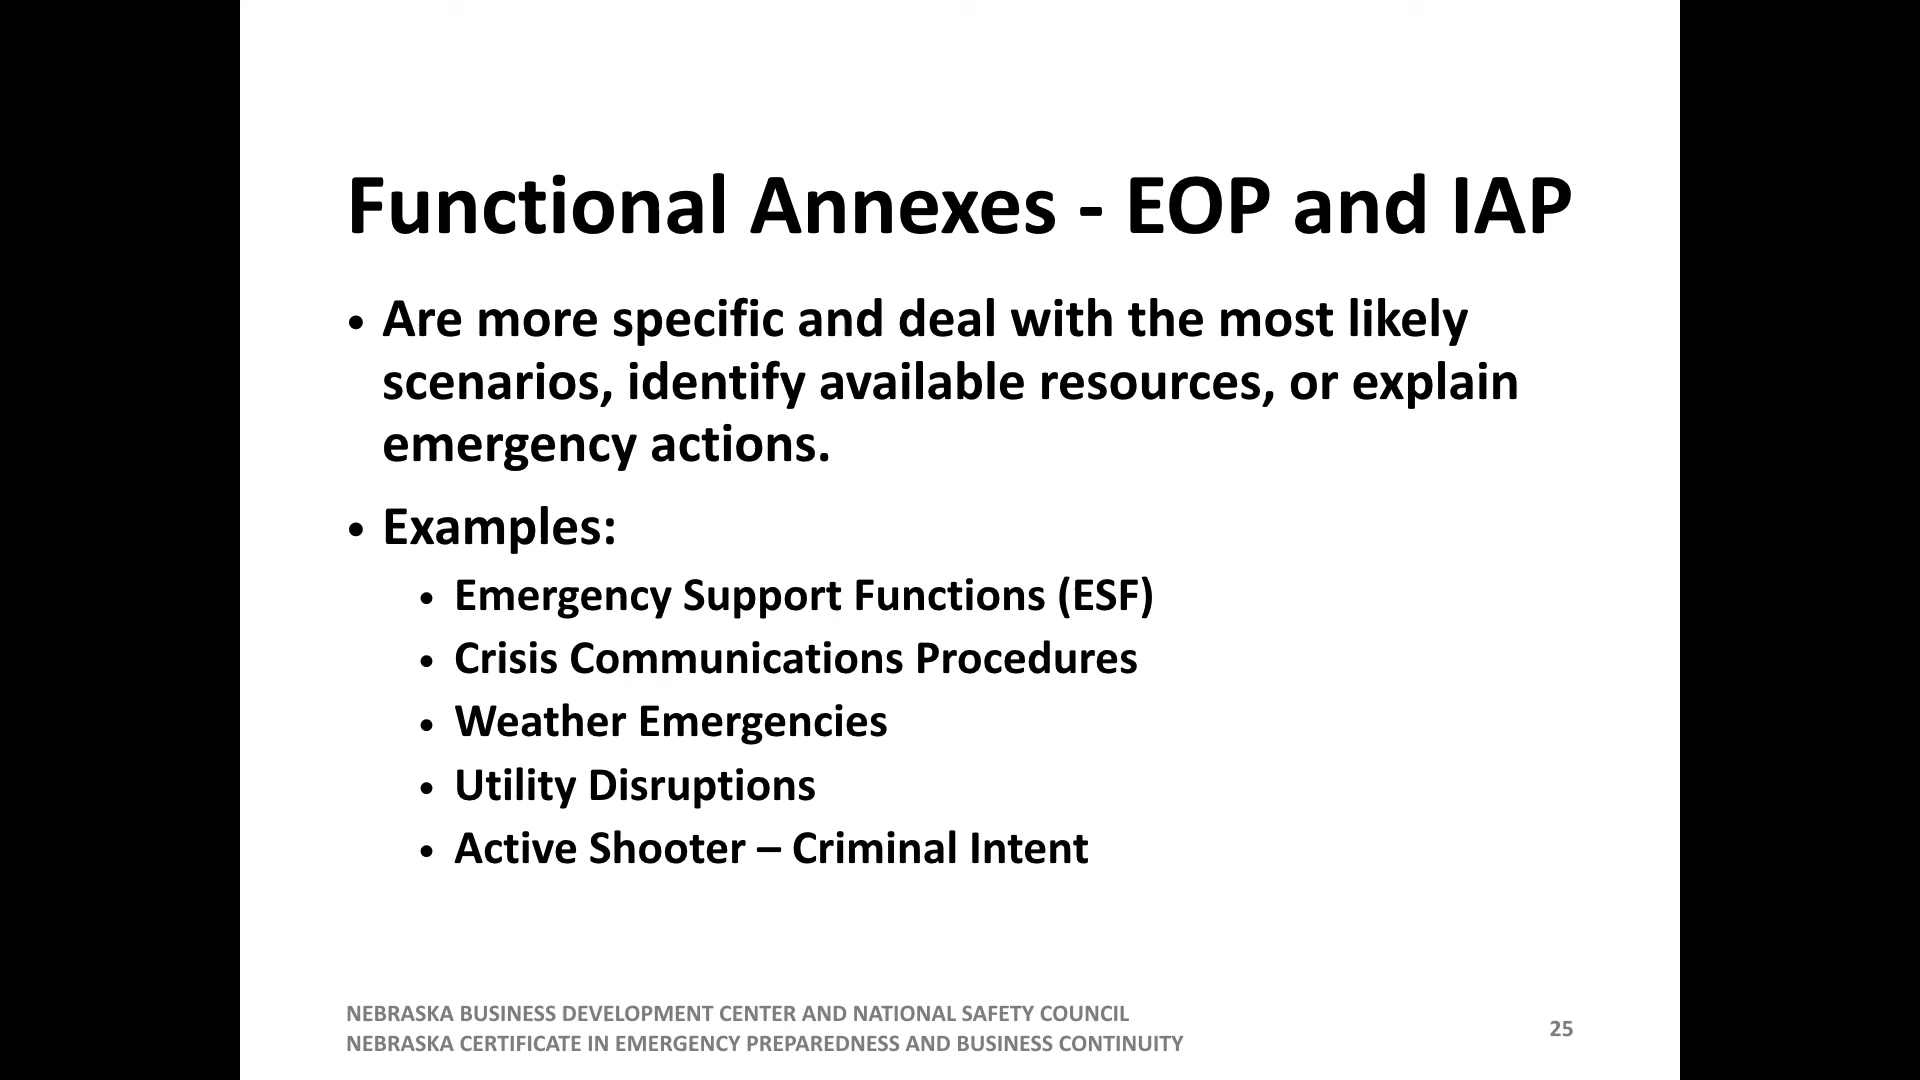 Functional Annexes - EOP and IAP
• Are more specific and deal with the most likely
scenarios, identify available resources, or explain
emergency actions.
• Examples:
• Emergency Support Functions (ESF)
• Crisis Communications Procedures
• Weather Emergencies
• Utility Disruptions
• Active Shooter – Criminal Intent
NEBRASKA BUSINESS DEVELOPMENT CENTER AND NATIONAL SAFETY COUNCIL
NEBRASKA CERTIFICATE IN EMERGENCY PREPAREDNESS AND BUSINESS CONTINUITY
25